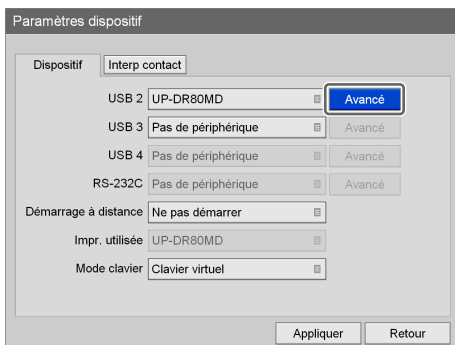 Paramètres dispositif
Dispositif Interp contact
USB 2 UP-DR80MD Avancé
USB 3 Pas de périphérique Avancé
USB 4 Pas de périphérique Avancé
RS-232C Pas de périphérique Avancé
Démarrage à distance Ne pas démarrer
Impr. utilisée UP-DR80MD
Mode clavier Clavier virtuel
Appliquer Retour